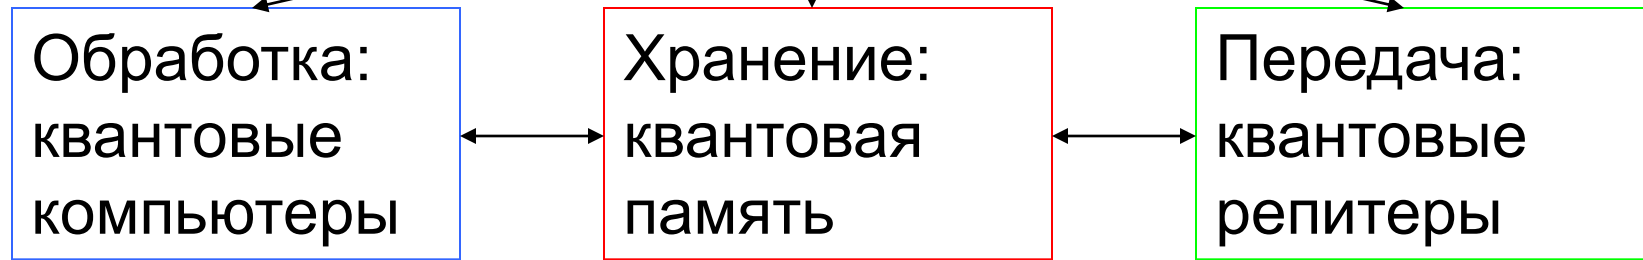 Обработка:
квантовые
компьютеры
Хранение:
квантовая
память
Передача:
квантовые
репитеры